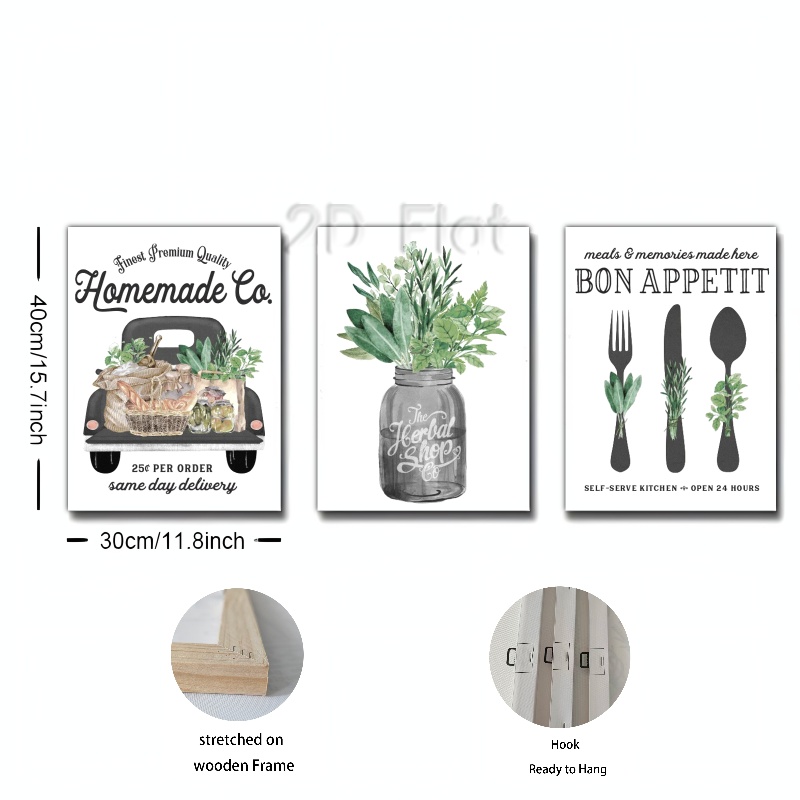 2D Flat
Finest Premium Quality
Homemade Co.
25¢ PER ORDER
same day delivery
The
Herbal
Shop
Co
meals & memories made here
BON APPETIT
SELF-SERVE KITCHEN OPEN 24 HOURS
40cm/15.7inch
30cm/11.8inch
stretched on
wooden Frame
Hook
Ready to Hang